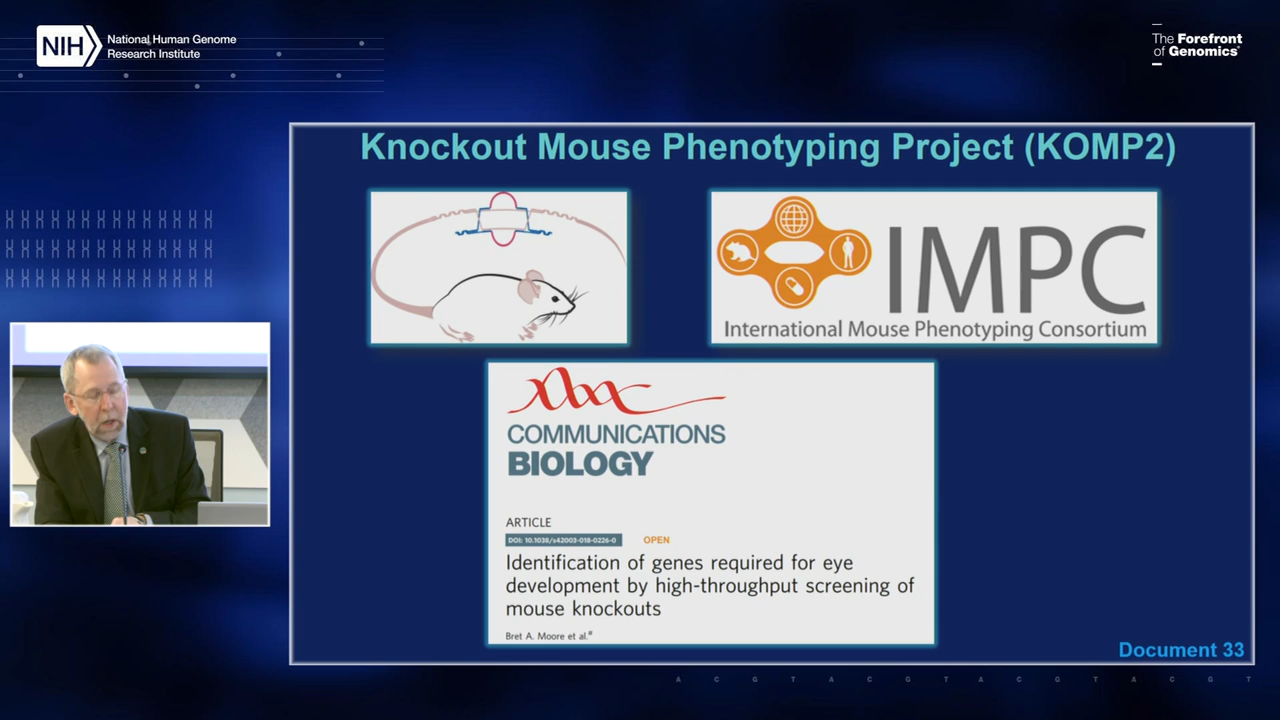 NIH
National Human Genome
Research Institute
The Forefront
of Genomics®
Knockout Mouse Phenotyping Project (KOMP2)
IMPC
International Mouse Phenotyping Consortium
COMMUNICATIONS
BIOLOGY
ARTICLE
DOI: 10.1038/s42003-018-0226-0 OPEN
Identification of genes required for eye
development by high-throughput screening of
mouse knockouts
Bret A. Moore et al.#
Document 33
A C G T A C G T A C G T A C G T